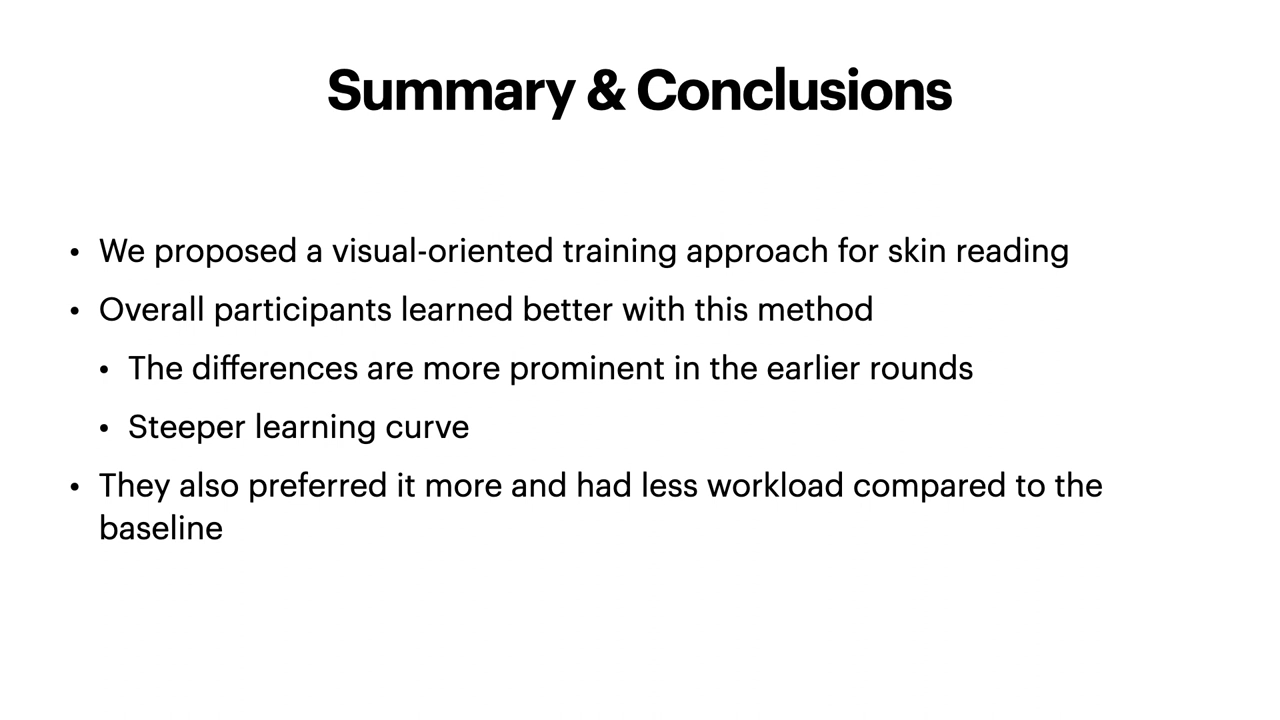 Summary & Conclusions
• We proposed a visual-oriented training approach for skin reading
• Overall participants learned better with this method
• The differences are more prominent in the earlier rounds
• Steeper learning curve
• They also preferred it more and had less workload compared to the
baseline